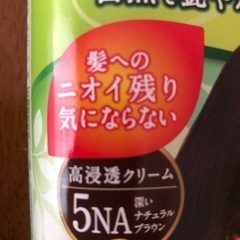 髪への
ニオイ残り
気にならない
高浸透クリーム
5NA
深い
ナチュラル
ブラウン